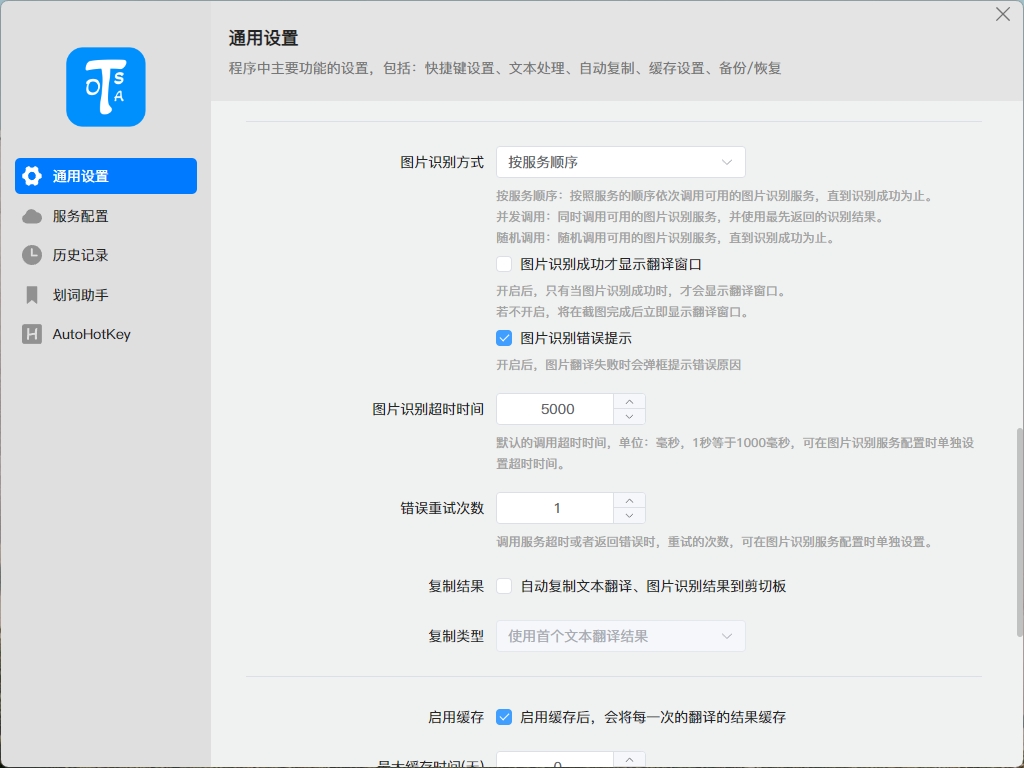 通用设置
程序中主要功能的设置，包括：快捷键设置、文本处理、自动复制、缓存设置、备份/恢复
OTSA
通用设置
服务配置
历史记录
划词助手
AutoHotKey
图片识别方式 按服务顺序
按服务顺序：按照服务的顺序依次调用可用的图片识别服务，直到识别成功为止。
并发调用：同时调用可用的图片识别服务，并使用最先返回的识别结果。
随机调用：随机调用可用的图片识别服务，直到识别成功为止。
图片识别成功才显示翻译窗口
开启后，只有当图片识别成功时，才会显示翻译窗口。
若不开启，将在截图完成后立即显示翻译窗口。
图片识别错误提示
开启后，图片翻译失败时会弹框提示错误原因
图片识别超时时间 5000
默认的调用超时时间，单位：毫秒，1秒等于1000毫秒，可在图片识别服务配置时单独设
置超时时间。
错误重试次数 1
调用服务超时或者返回错误时，重试的次数，可在图片识别服务配置时单独设置。
复制结果 自动复制文本翻译、图片识别结果到剪切板
复制类型 使用首个文本翻译结果
启用缓存 启用缓存后，会将每一次的翻译的结果缓存
最大缓存时间(天) 0